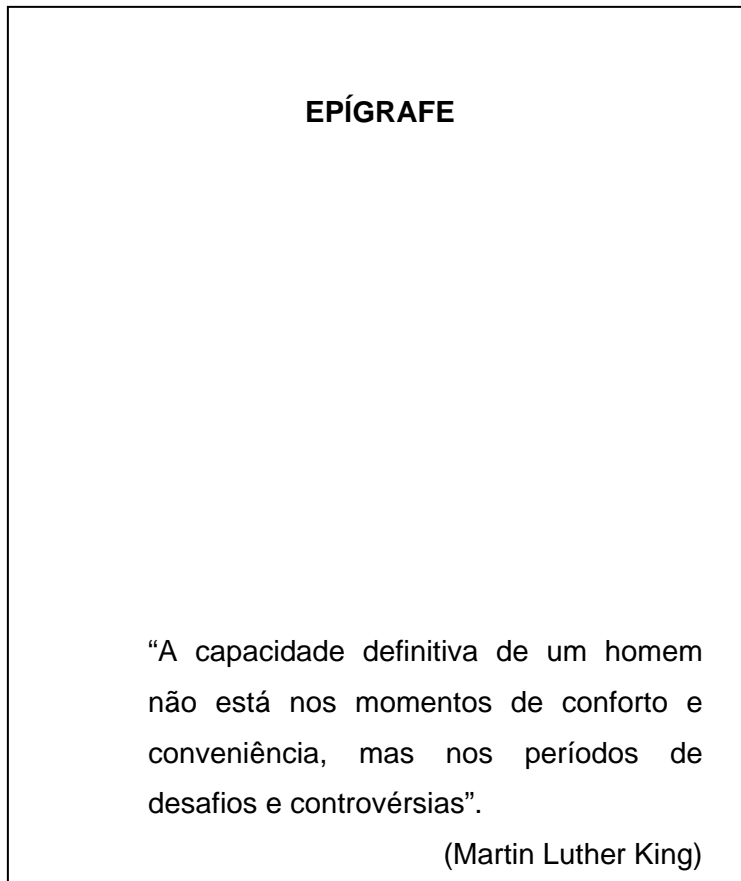 EPÍGRAFE
“A capacidade definitiva de um homem
não está nos momentos de conforto e
conveniência, mas nos períodos de
desafios e controvérsias”.
(Martin Luther King)